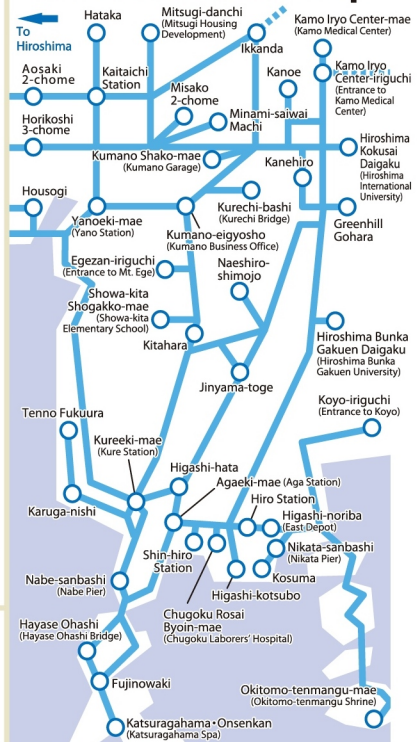 Hataka
Mitsugi-danchi
(Mitsugi Housing
Development)
Kamo Iryo Center-mae
(Kamo Medical Center)
To
Hiroshima
Ikkanda
Aosaki
2-chome
Kaitaichi
Station
Kanoe
Kamo Iryo
Center-iriguchi
(Entrance to
Kamo Medical
Center)
Misako
2-chome
Horikoshi
3-chome
Minami-saiwai
Machi
Hiroshima
Kokusai
Daigaku
(Hiroshima
International
University)
Kumano Shako-mae
(Kumano Garage)
Kanehiro
Housogi
Yanoeki-mae
(Yano Station)
Kurechi-bashi
(Kurechi Bridge)
Greenhill
Gohara
Kumano-eigyosho
(Kumano Business Office)
Egezan-iriguchi
(Entrance to Mt. Ege)
Naeshiro-
shimojo
Showa-kita
Shogakko-mae
(Showa-kita
Elementary School)
Kitahara
Hiroshima Bunka
Gakuen Daigaku
(Hiroshima Bunka
Gakuen University)
Jinyama-toge
Tenno Fukuura
Koyo-iriguchi
(Entrance to Koyo)
Kureeki-mae
(Kure Station)
Higashi-hata
Agaeki-mae (Aga Station)
Hiro Station
Karuga-nishi
Higashi-noriba
(East Depot)
Shin-hiro
Station
Nikata-sanbashi
(Nikata Pier)
Nabe-sanbashi
(Nabe Pier)
Kosuma
Higashi-kotsubo
Chugoku Rosai
Byoin-mae
(Chugoku Laborers' Hospital)
Hayase Ohashi
(Hayase Ohashi Bridge)
Fujinowaki
Okitomo-tenmangu-mae
(Okitomo-tenmangu Shrine)
Katsuragahama・Onsenkan
(Katsuragahama Spa)